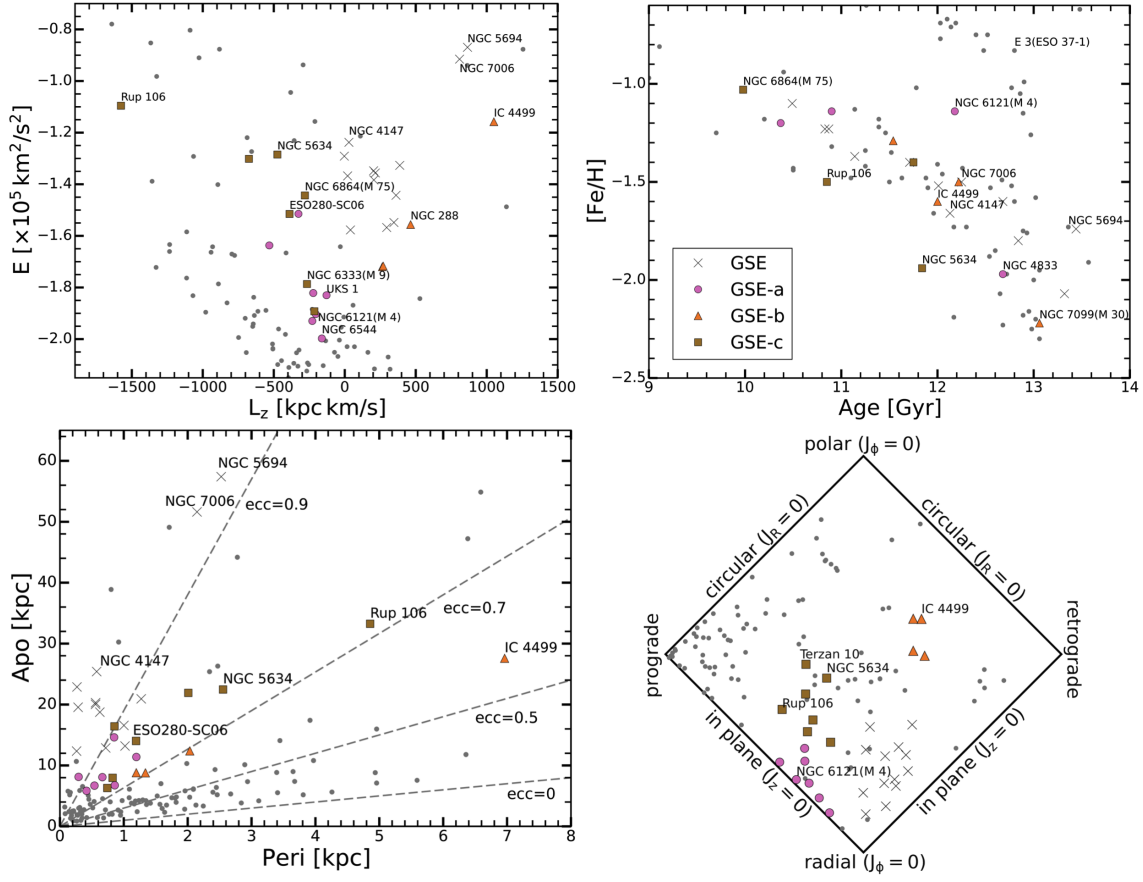 −0.8
−1.0
−1.2
−1.4
−1.6
−1.8
−2.0
E [×10⁵ km²/s²]
NGC 5694
NGC 7006
Rup 106
IC 4499
NGC 4147
NGC 5634
NGC 6864(M 75)
ESO280-SC06
NGC 288
NGC 6333(M 9)
UKS 1
NGC 6121(M 4)
NGC 6544
−1500 −1000 −500 0 500 1000 1500
L_z [kpc km/s]
−1.0
−1.5
−2.0
−2.5
[Fe/H]
E 3(ESO 37-1)
NGC 6864(M 75)
NGC 6121(M 4)
Rup 106
NGC 7006
IC 4499
NGC 4147
NGC 5694
NGC 5634
NGC 4833
NGC 7099(M 30)
GSE
GSE-a
GSE-b
GSE-c
9 10 11 12 13 14
Age [Gyr]
60
50
40
30
20
10
0
Apo [kpc]
NGC 5694
NGC 7006
ecc=0.9
Rup 106
ecc=0.7
IC 4499
NGC 4147
NGC 5634
ESO280-SC06
ecc=0.5
ecc=0
0 1 2 3 4 5 6 7 8
Peri [kpc]
polar (J_ϕ = 0)
circular (J_R = 0)
circular (J_R = 0)
prograde
retrograde
IC 4499
Terzan 10
NGC 5634
Rup 106
NGC 6121(M 4)
in plane (J_z = 0)
in plane (J_z = 0)
radial (J_ϕ = 0)